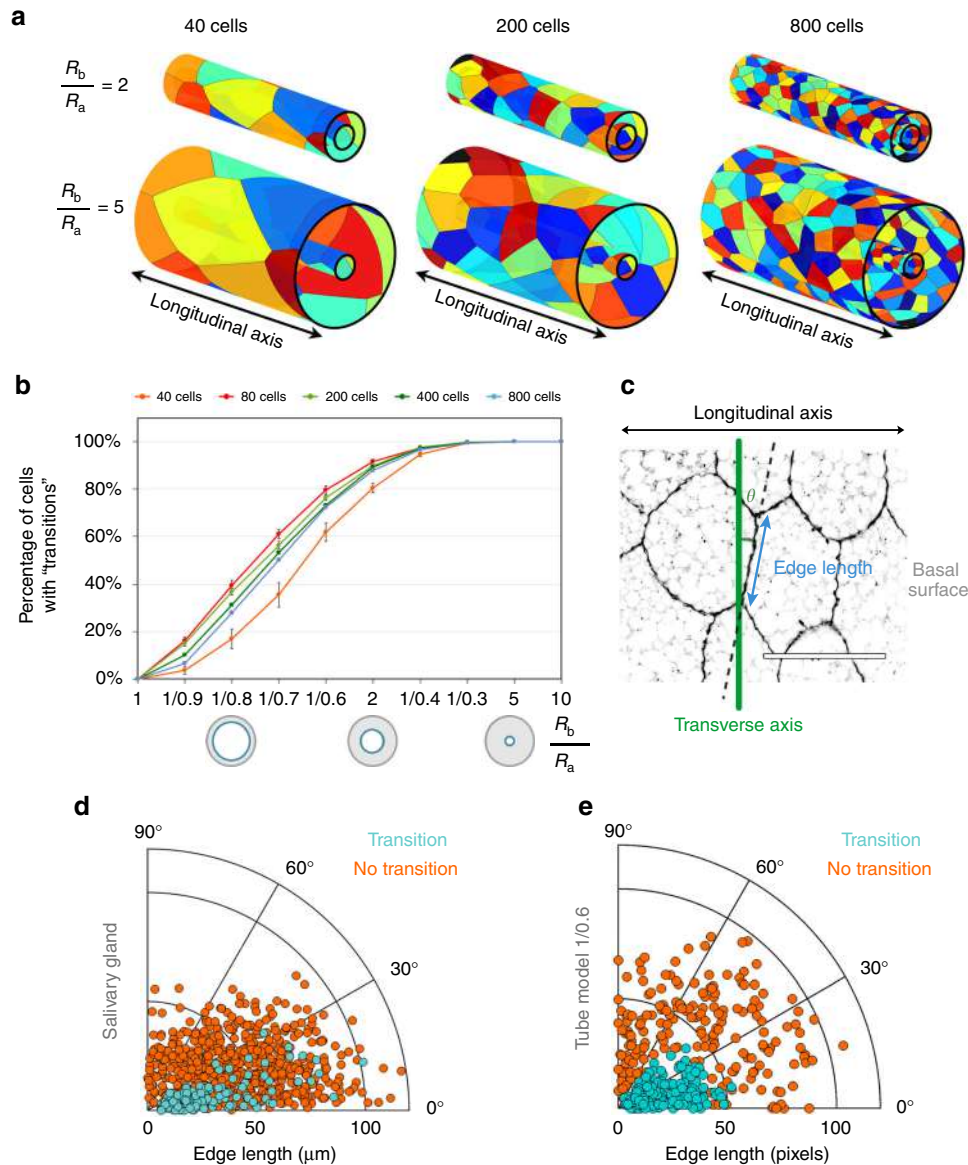 a
40 cells
200 cells
800 cells
Rb
Ra
= 2
Rb
Ra
= 5
Longitudinal axis
Longitudinal axis
Longitudinal axis
b
40 cells 80 cells 200 cells 400 cells 800 cells
Percentage of cells
with “transitions”
100%
80%
60%
40%
20%
0%
1 1/0.9 1/0.8 1/0.7 1/0.6 2 1/0.4 1/0.3 5 10
Rb
Ra
c
Longitudinal axis
θ
Edge length
Basal
surface
Transverse axis
d
Transition
No transition
90°
60°
30°
0°
Salivary gland
0 50 100
Edge length (μm)
e
Transition
No transition
90°
60°
30°
0°
Tube model 1/0.6
0 50 100
Edge length (pixels)